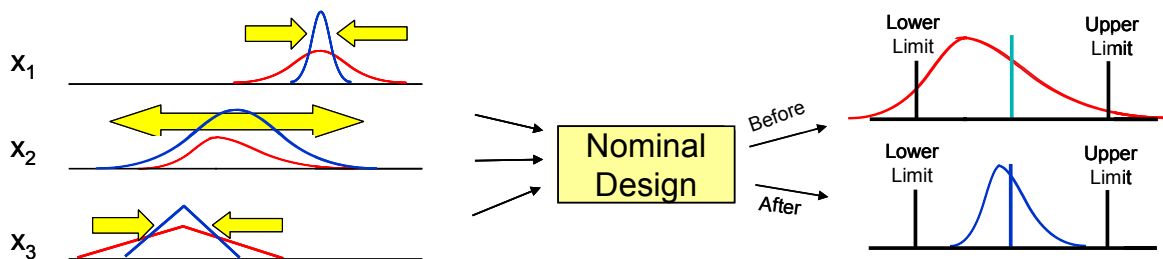 x1
x2
x3
Nominal
Design
Before
After
Lower
Limit
Upper
Limit
Lower
Limit
Upper
Limit